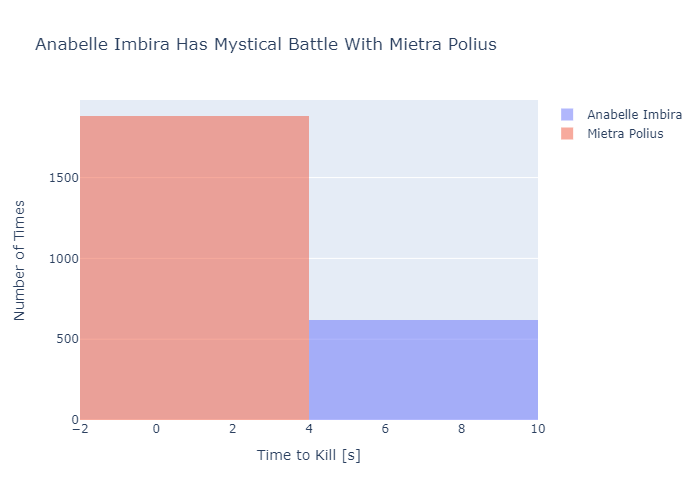 Anabelle Imbira Has Mystical Battle With Mietra Polius
Anabelle Imbira
Mietra Polius
1500
1000
500
0
−2
0
2
4
6
8
10
Number of Times
Time to Kill [s]